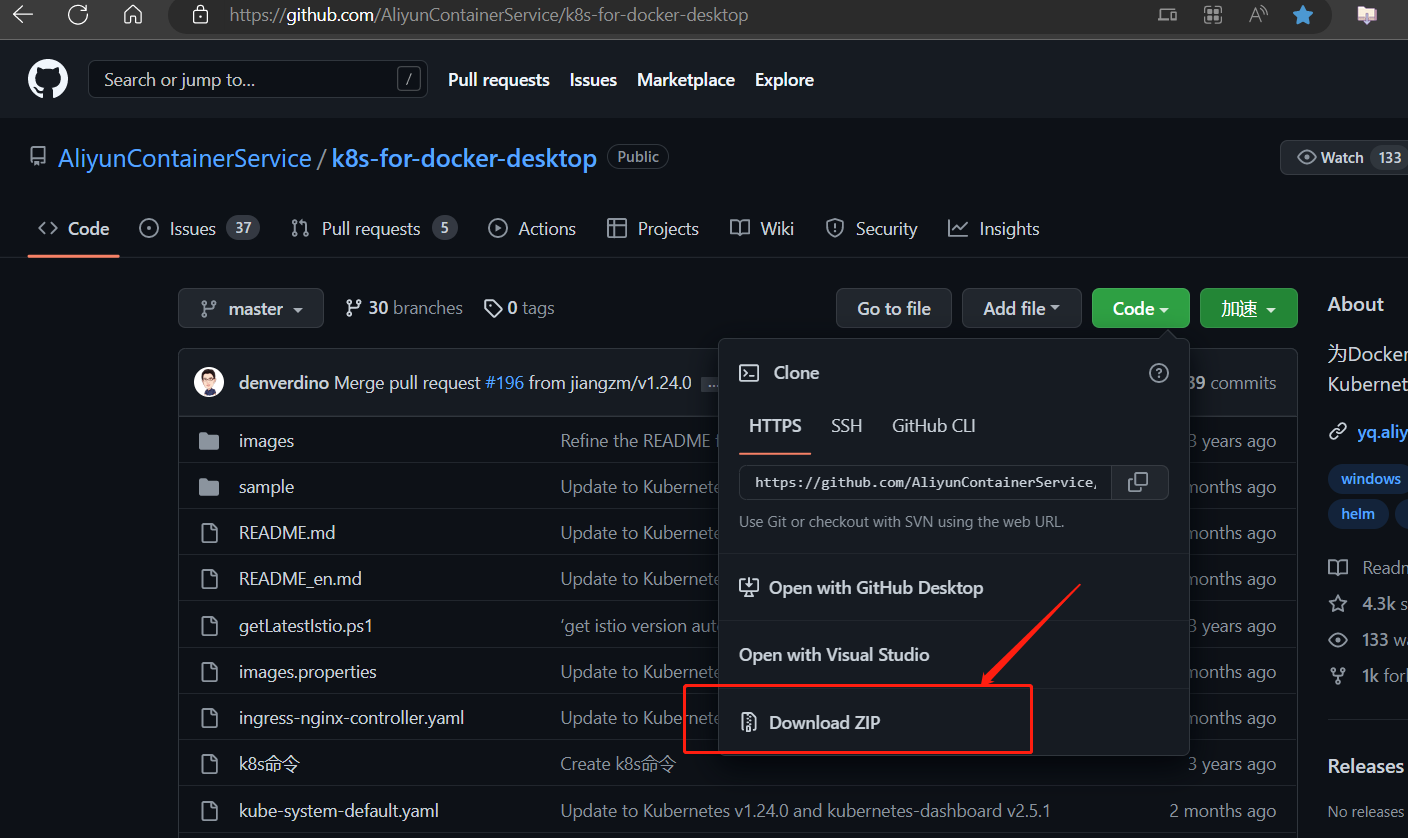 https://github.com/AliyunContainerService/k8s-for-docker-desktop
Search or jump to... / Pull requests Issues Marketplace Explore
AliyunContainerService / k8s-for-docker-desktop Public Watch 133
Code Issues 37 Pull requests 5 Actions Projects Wiki Security Insights
master 30 branches 0 tags Go to file Add file Code 加速 About
denverdino Merge pull request #196 from jiangzm/v1.24.0 ... 39 commits
为Docker
Kubernet
Clone
HTTPS SSH GitHub CLI
https://github.com/AliyunContainerService,
Use Git or checkout with SVN using the web URL.
Open with GitHub Desktop
Open with Visual Studio
Download ZIP
images Refine the README 3 years ago
sample Update to Kubernete months ago
README.md Update to Kubernete months ago
README_en.md Update to Kubernete months ago
getLatestIstio.ps1 'get istio version aut 3 years ago
images.properties Update to Kubernete months ago
ingress-nginx-controller.yaml Update to Kubernete months ago
k8s命令 Create k8s命令 3 years ago
kube-system-default.yaml Update to Kubernetes v1.24.0 and kubernetes-dashboard v2.5.1 2 months ago
yq.aliy
windows
helm
Readm
4.3k s
133 wa
1k for
Releases
No releases